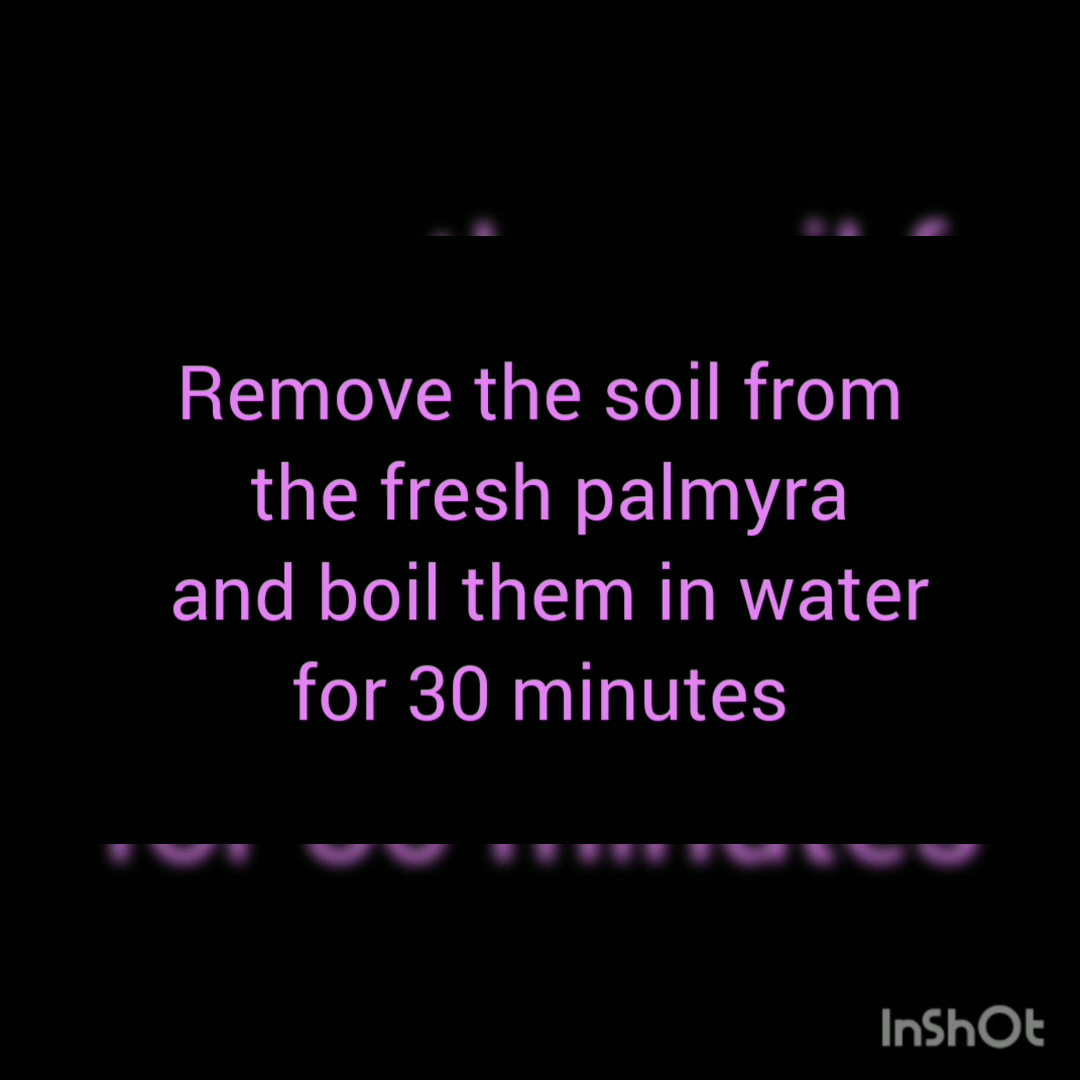 Remove the soil from
the fresh palmyra
and boil them in water
for 30 minutes
InShOt